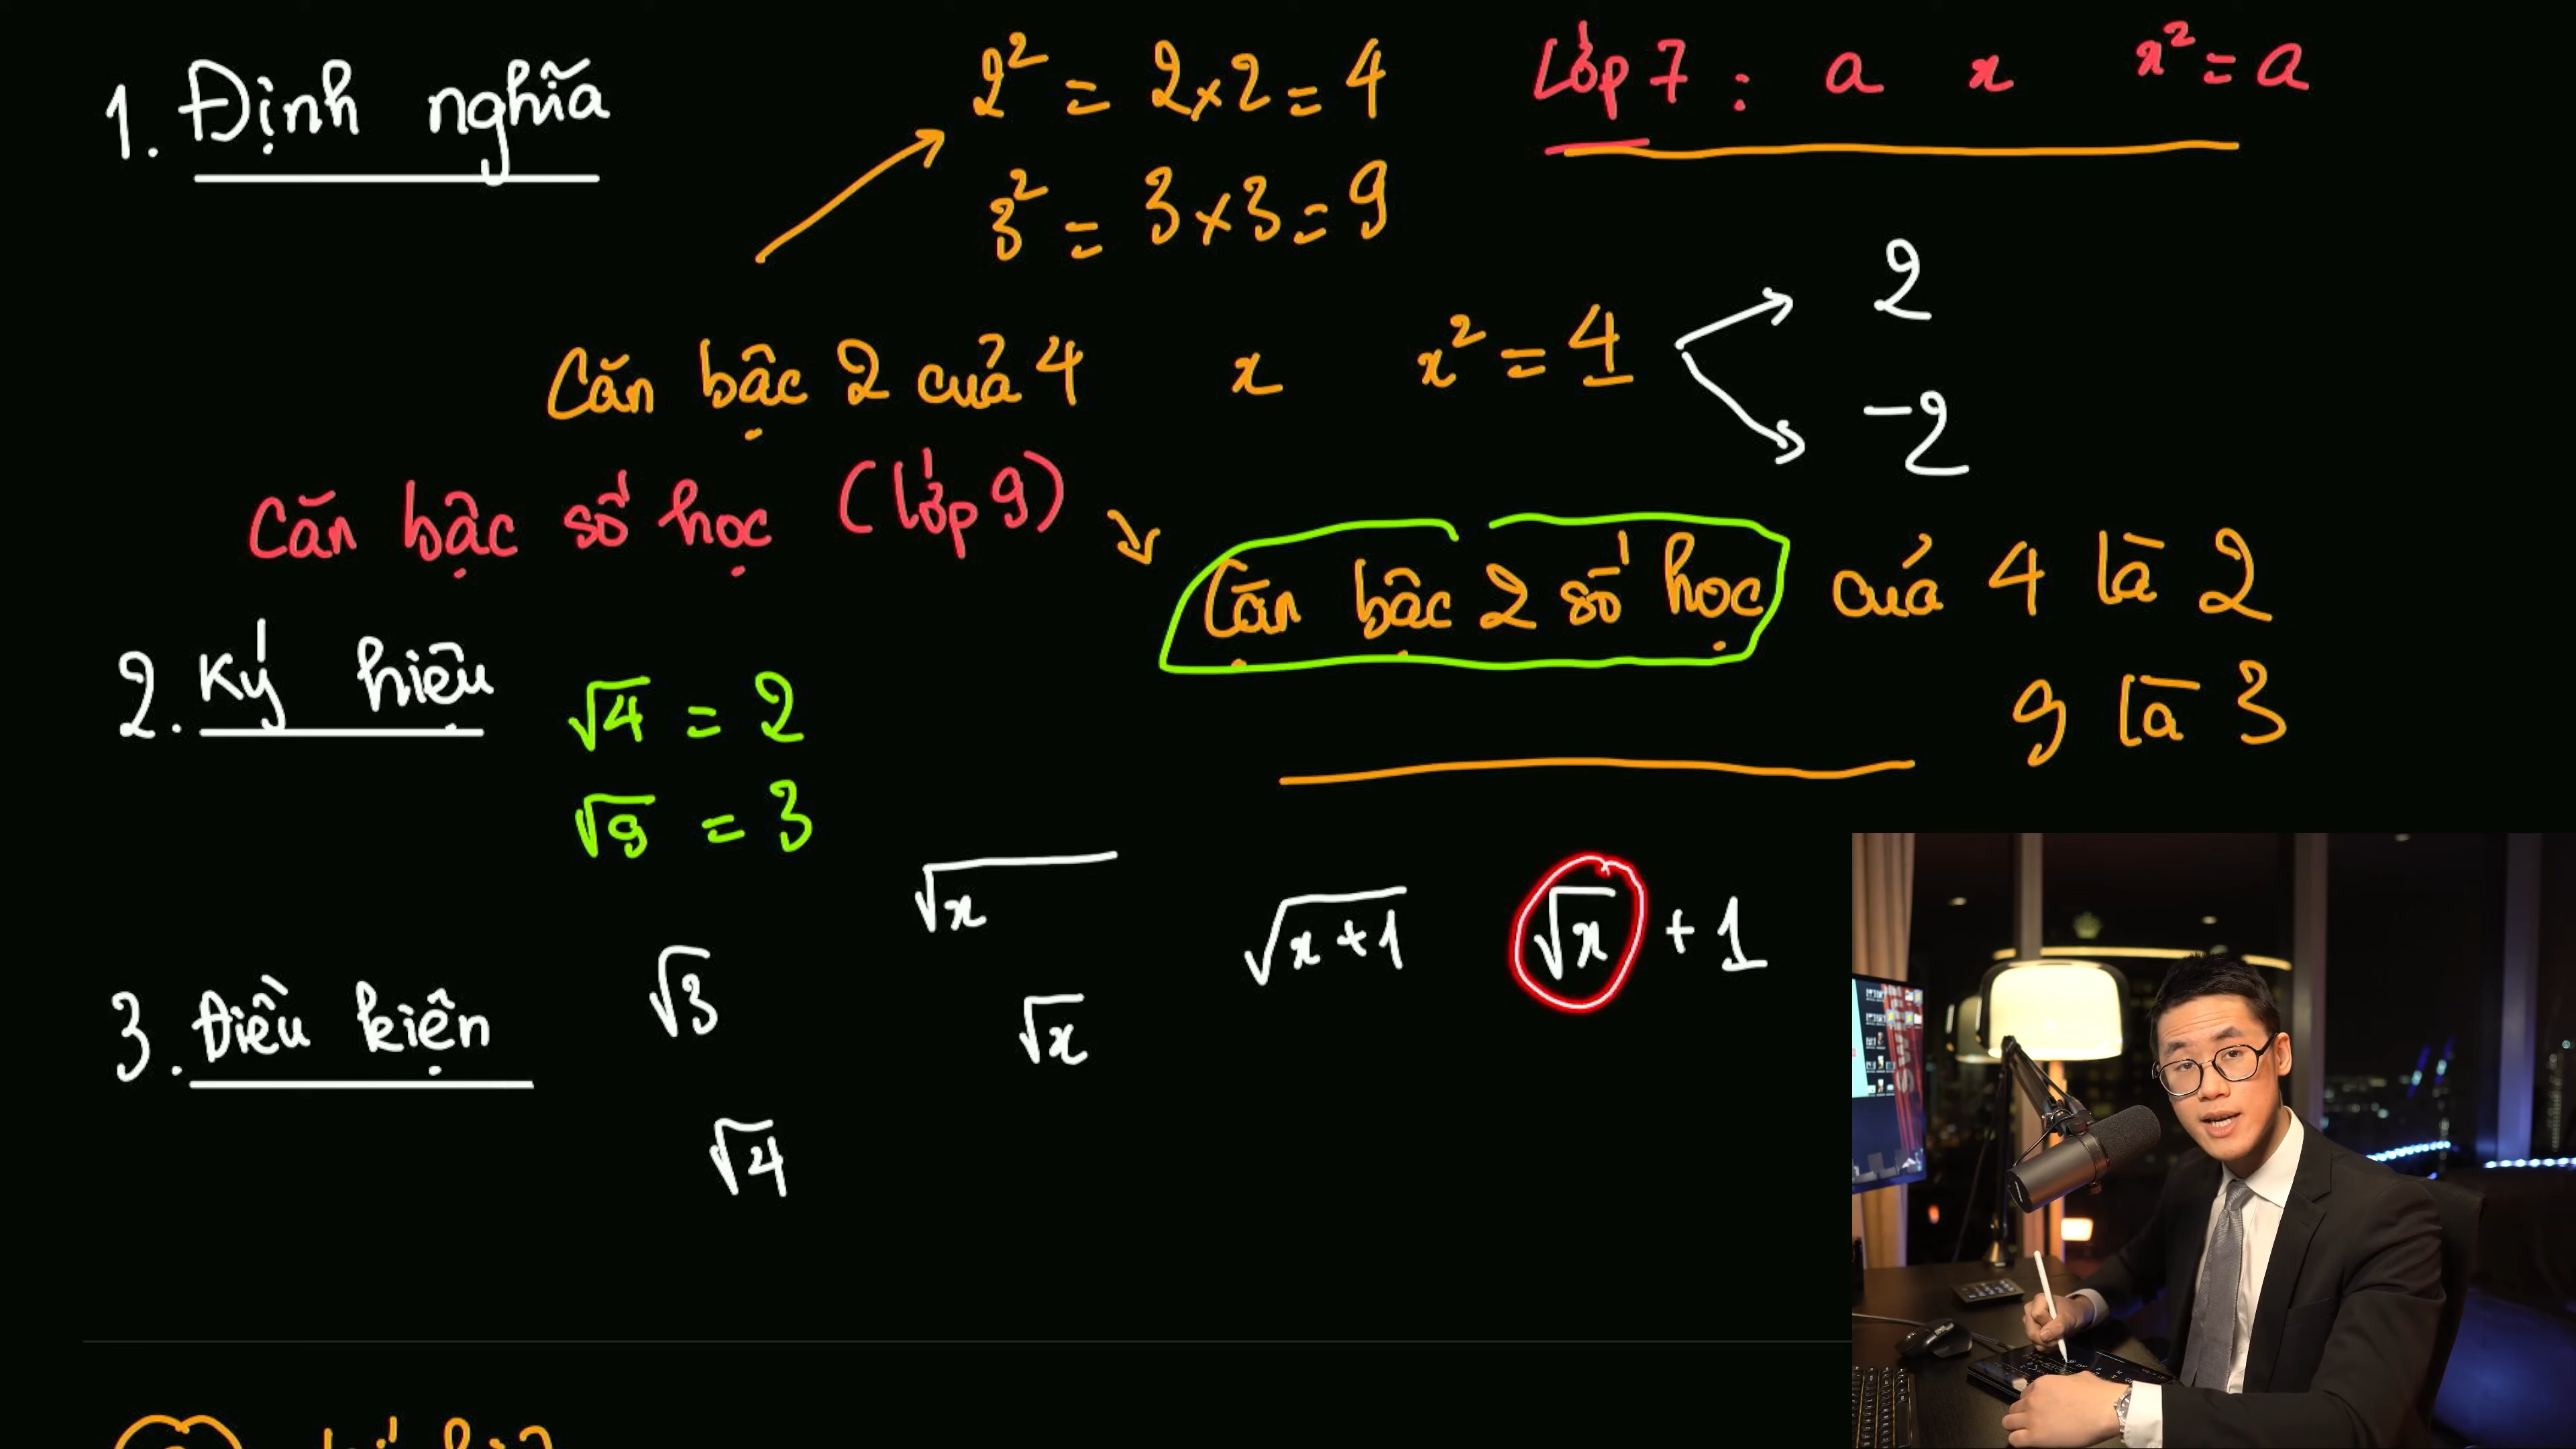 1. Định nghĩa
2² = 2×2 = 4
3² = 3×3 = 9
Lớp 7 : a x x² = a
Căn bậc 2 của 4 x x² = 4
2
-2
Căn bậc số học (lớp 9)
Căn bậc 2 số học của 4 là 2
9 là 3
2. Ký hiệu
√4 = 2
√9 = 3
3. Điều kiện
√3
√4
√x
√x
√x+1
√x + 1